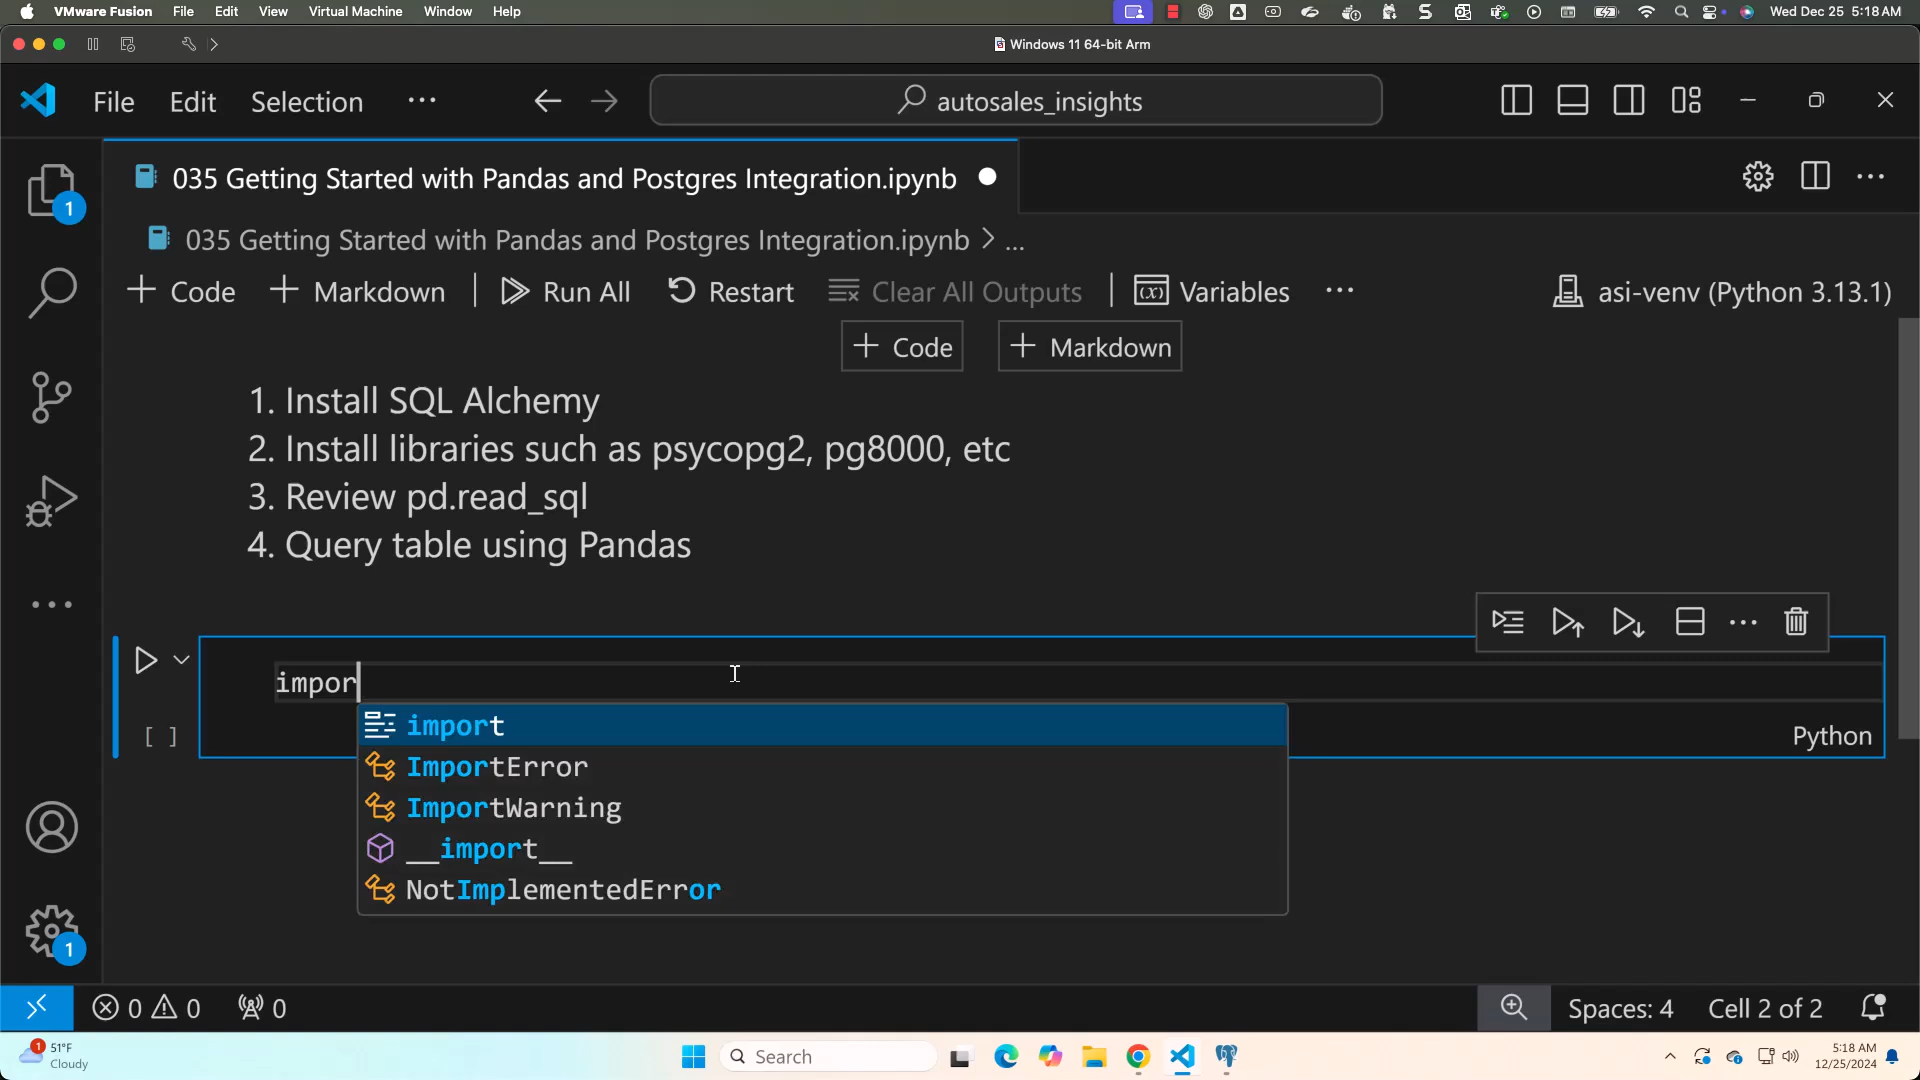 VMware Fusion File Edit View Virtual Machine Window Help Wed Dec 25 5:18 AM
Windows 11 64-bit Arm
File Edit Selection ... autosales_insights
035 Getting Started with Pandas and Postgres Integration.ipynb
1
035 Getting Started with Pandas and Postgres Integration.ipynb > ...
+ Code + Markdown Run All Restart Clear All Outputs Variables ... asi-venv (Python 3.13.1)
+ Code + Markdown
1. Install SQL Alchemy
2. Install libraries such as psycopg2, pg8000, etc
3. Review pd.read_sql
4. Query table using Pandas
impor
import
[ ] Python
ImportError
ImportWarning
__import__
NotImplementedError
1
0 0 0 Spaces: 4 Cell 2 of 2
1 51°F
Cloudy
Search
5:18 AM
12/25/2024